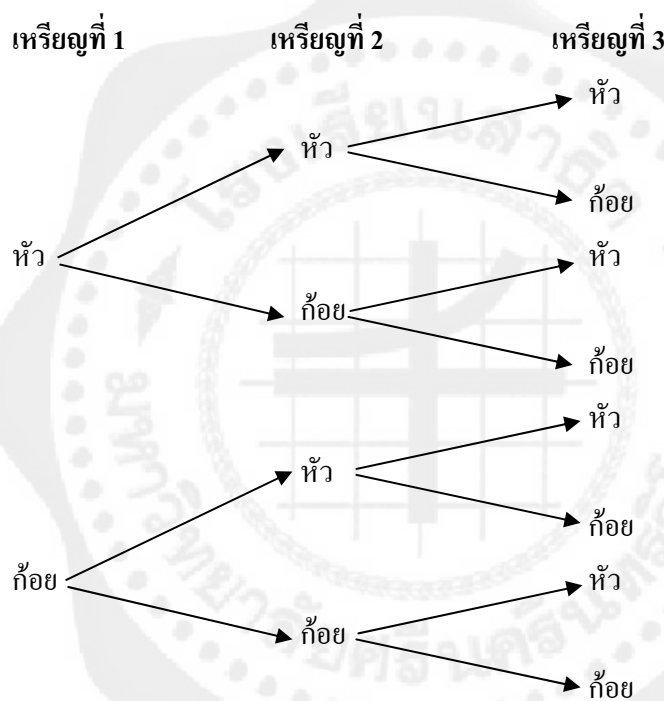 เหรียญที่ 1 เหรียญที่ 2 เหรียญที่ 3
หัว
หัว
ก้อย
หัว
หัว
ก้อย
ก้อย
หัว
หัว
ก้อย
ก้อย
หัว
ก้อย
ก้อย